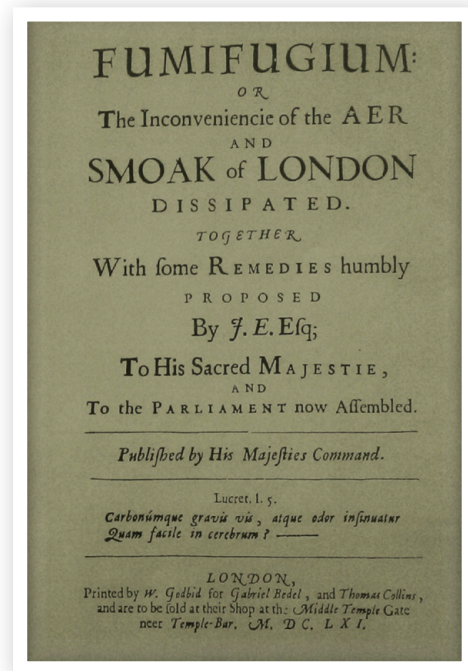 FUMIFUGIUM:
OR
The Inconveniencie of the AER
AND
SMOAK of LONDON
DISSIPATED.
TOGETHER
With ſome REMEDIES humbly
PROPOSED
By J. E. Eſq;
To His Sacred MAJESTIE,
AND
To the PARLIAMENT now Aſſembled.
Publiſhed by His Majeſties Command.
Lucret. l. 5.
Carbonúmque gravis vis, atque odor inſinuatur
Quam facile in cerebrum? ——
LONDON,
Printed by W. Godbid for Gabriel Bedel, and Thomas Collins,
and are to be ſold at their Shop at the Middle Temple Gate
neer Temple-Bar. M. D C. L X I.